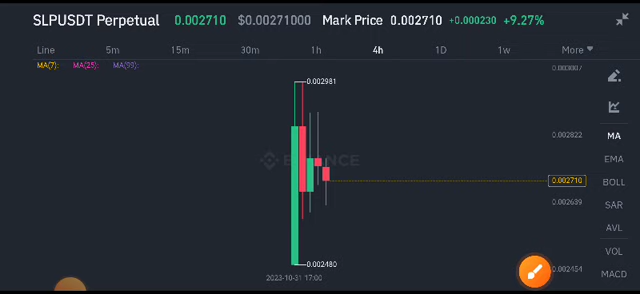 SLPUSDT Perpetual 0.002710 $0.00271000 Mark Price 0.002710 +0.000230 +9.27%
Line 5m 15m 30m 1h 4h 1D 1w More
MA(7): MA(25): MA(99):
0.003007
0.002981
0.002822
MA
BINANCE
EMA
0.002710
BOLL
0.002639
SAR
AVL
VOL
0.002480
0.002454
MACD
2023-10-31 17:00